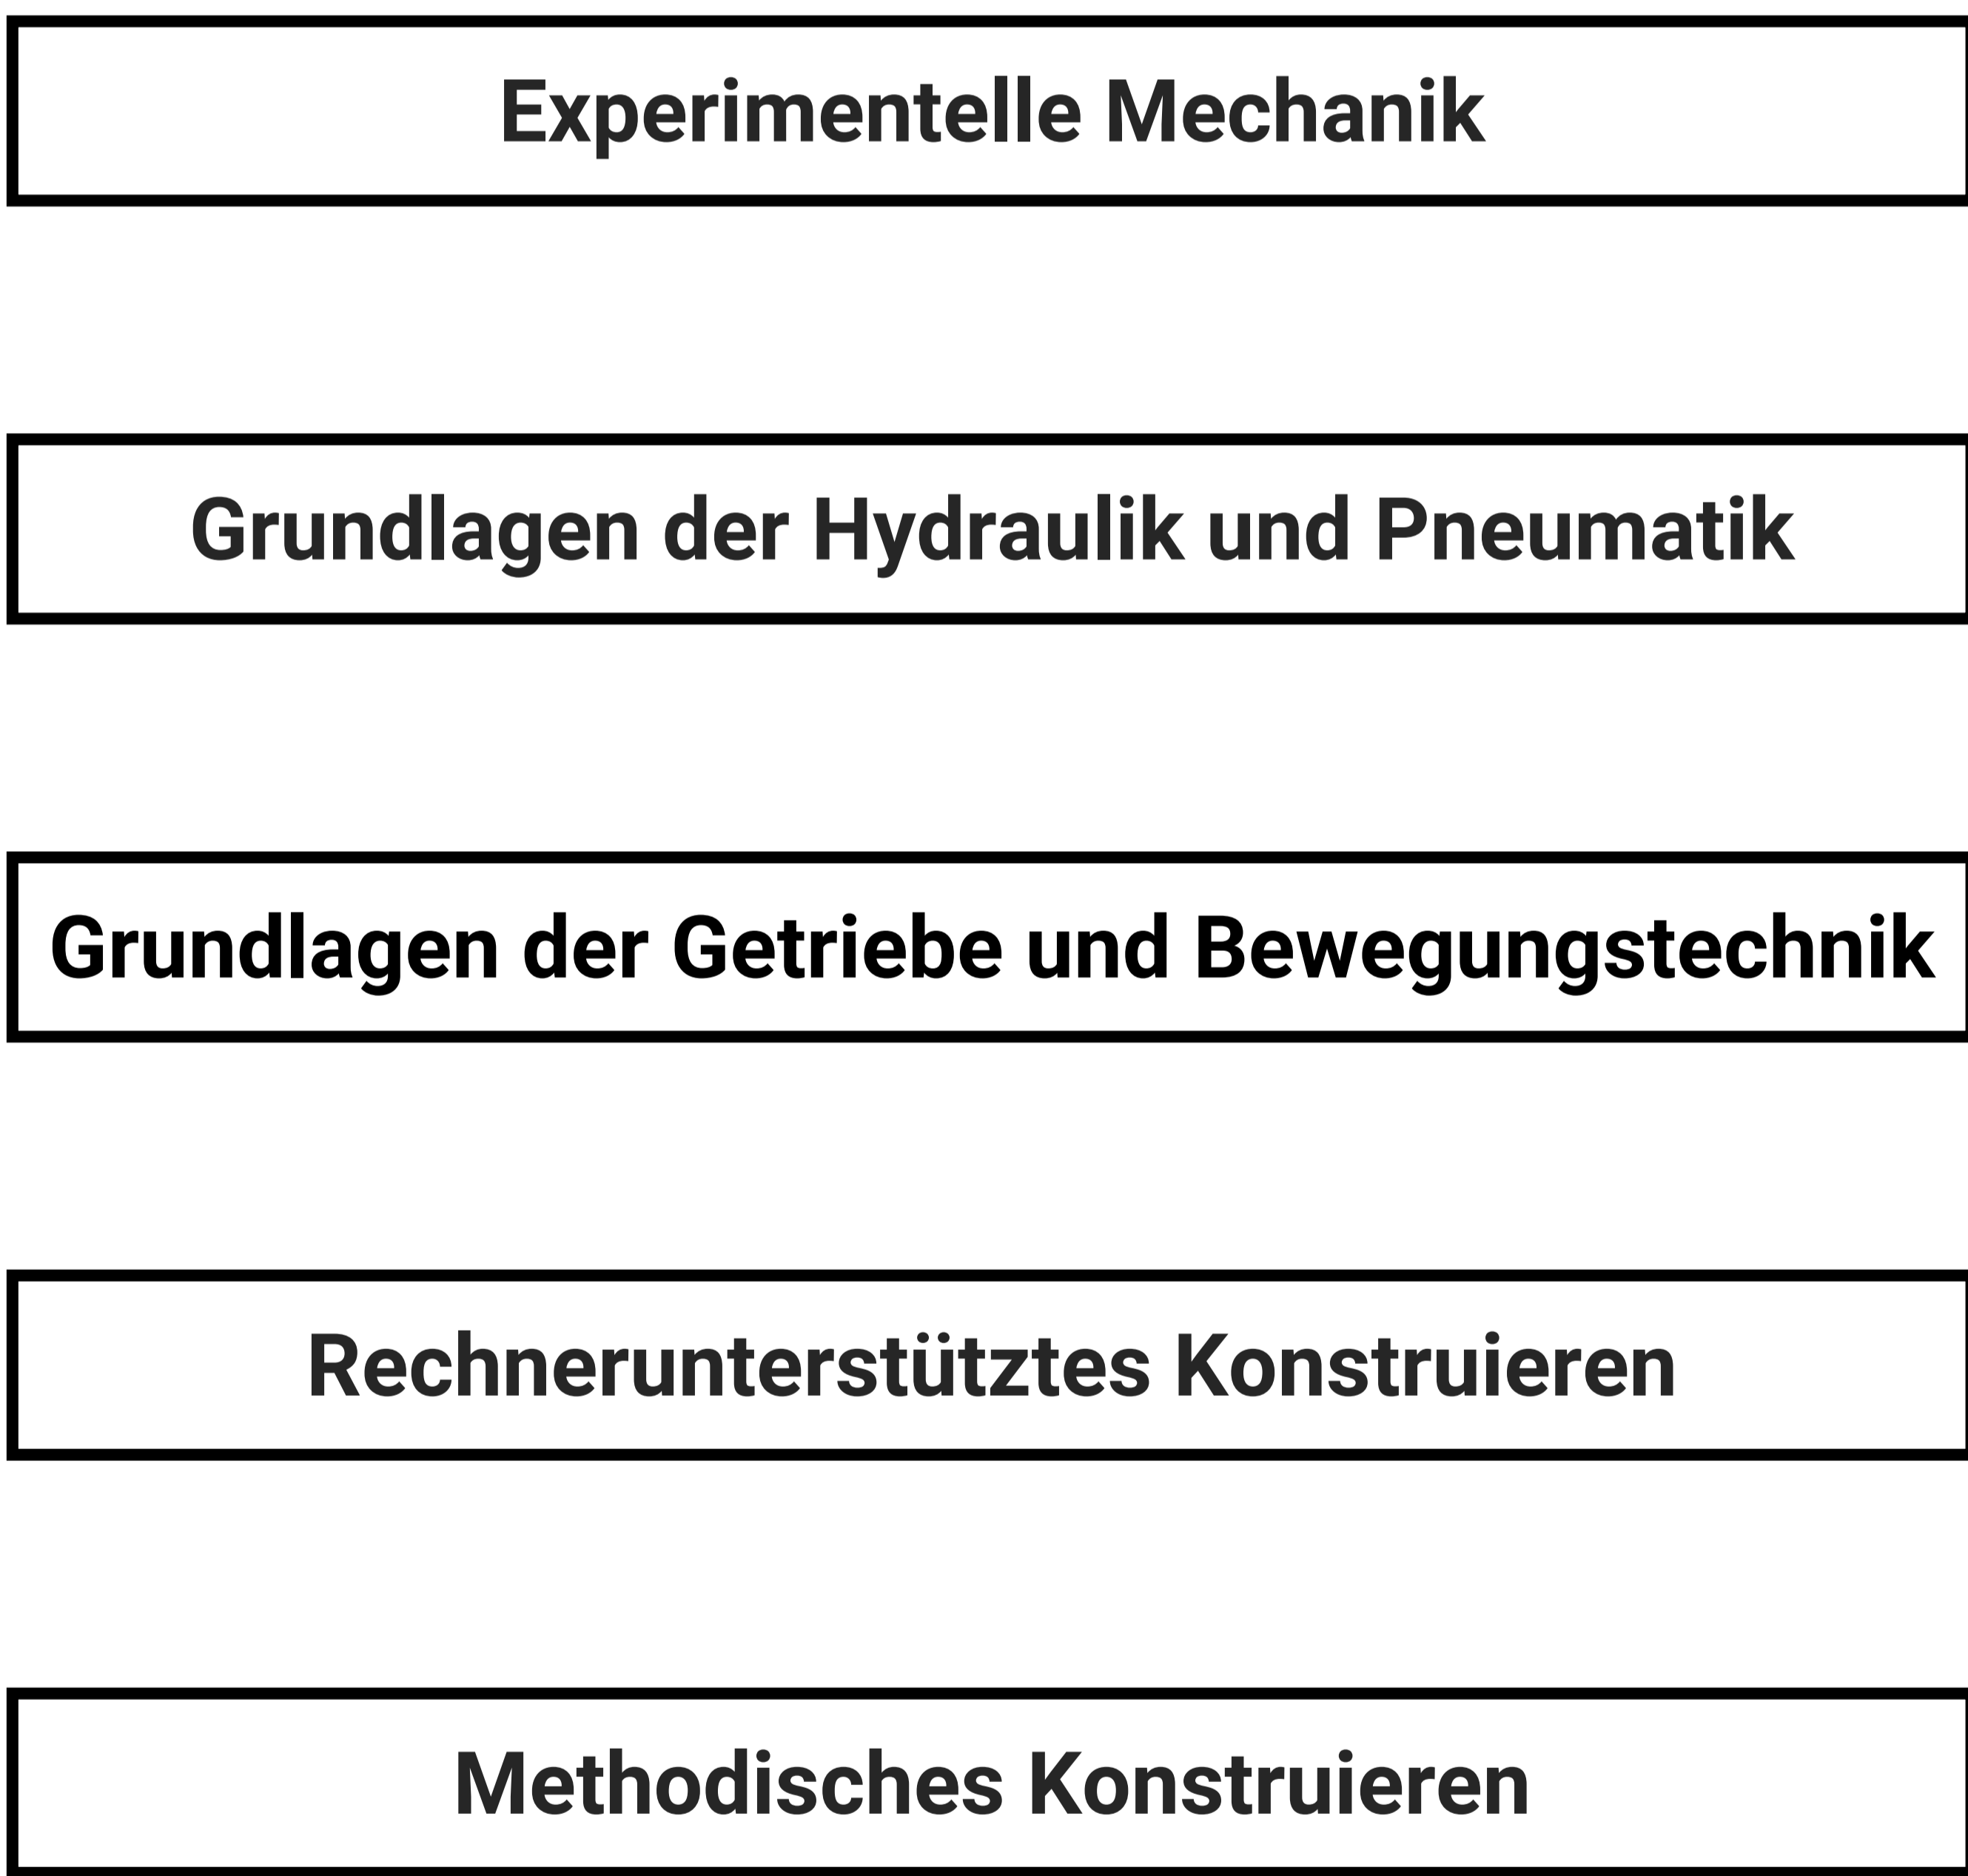 Experimentelle Mechanik
Grundlagen der Hydraulik und Pneumatik
Grundlagen der Getriebe und Bewegungstechnik
Rechnerunterstütztes Konstruieren
Methodisches Konstruieren